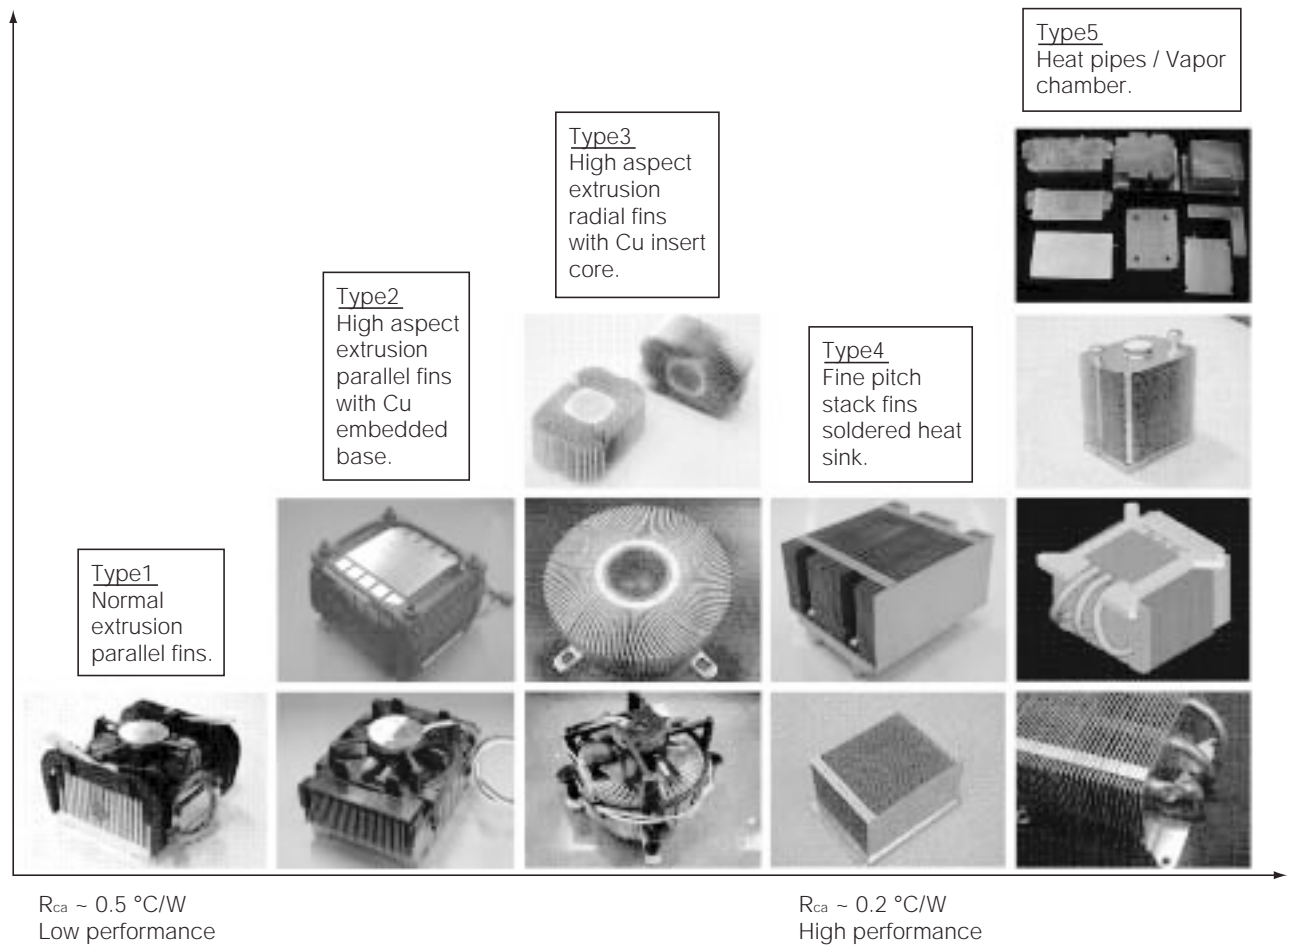 Type5
Heat pipes / Vapor
chamber.
Type3
High aspect
extrusion
radial fins
with Cu insert
core.
Type2
High aspect
extrusion
parallel fins
with Cu
embedded
base.
Type4
Fine pitch
stack fins
soldered heat
sink.
Type1
Normal
extrusion
parallel fins.
Rca ~ 0.5 °C/W
Low performance
Rca ~ 0.2 °C/W
High performance